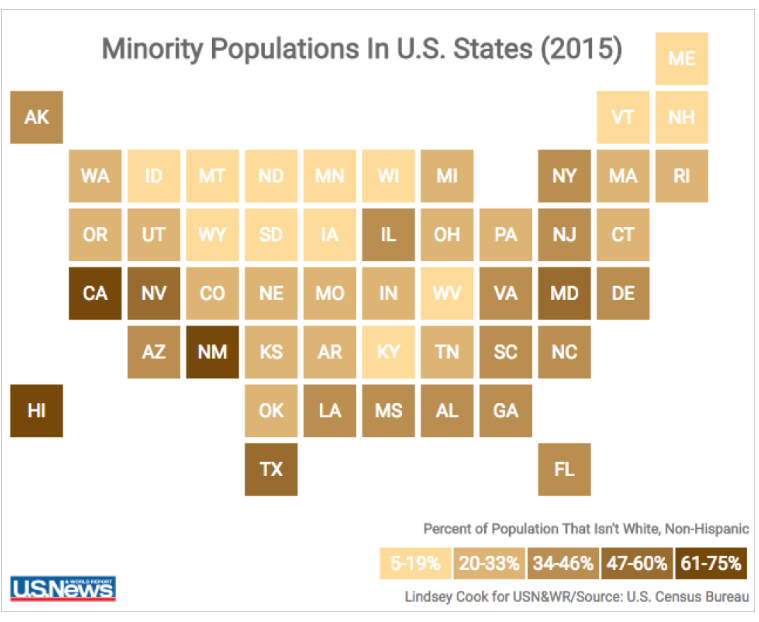 Minority Populations In U.S. States (2015)
ME
AK VT NH
WA ID MT ND MN WI MI NY MA RI
OR UT WY SD IA IL OH PA NJ CT
CA NV CO NE MO IN WV VA MD DE
AZ NM KS AR KY TN SC NC
HI OK LA MS AL GA
TX FL
Percent of Population That Isn't White, Non-Hispanic
5-19% 20-33% 34-46% 47-60% 61-75%
& WORLD REPORT
U.S.News
Lindsey Cook for USN&WR/Source: U.S. Census Bureau